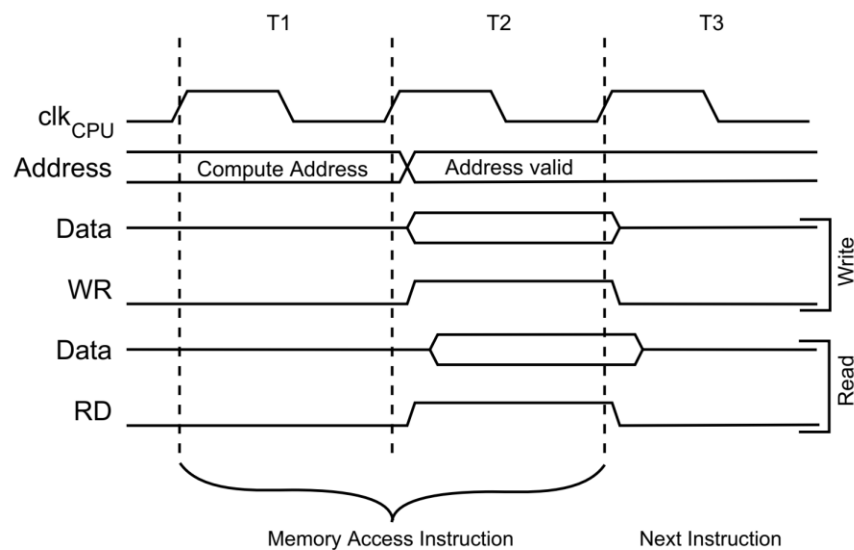 T1 T2 T3
clkCPU
Address Compute Address Address valid
Data
WR
Write
Data
RD
Read
Memory Access Instruction Next Instruction